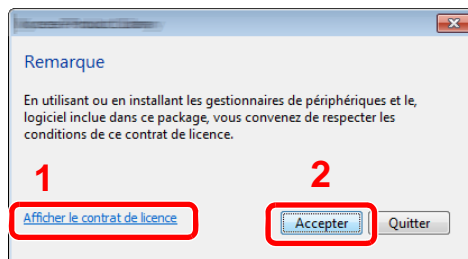 Remarque
En utilisant ou en installant les gestionnaires de périphériques et le,
logiciel inclue dans ce package, vous convenez de respecter les
conditions de ce contrat de licence.
1
2
Afficher le contrat de licence
Accepter
Quitter